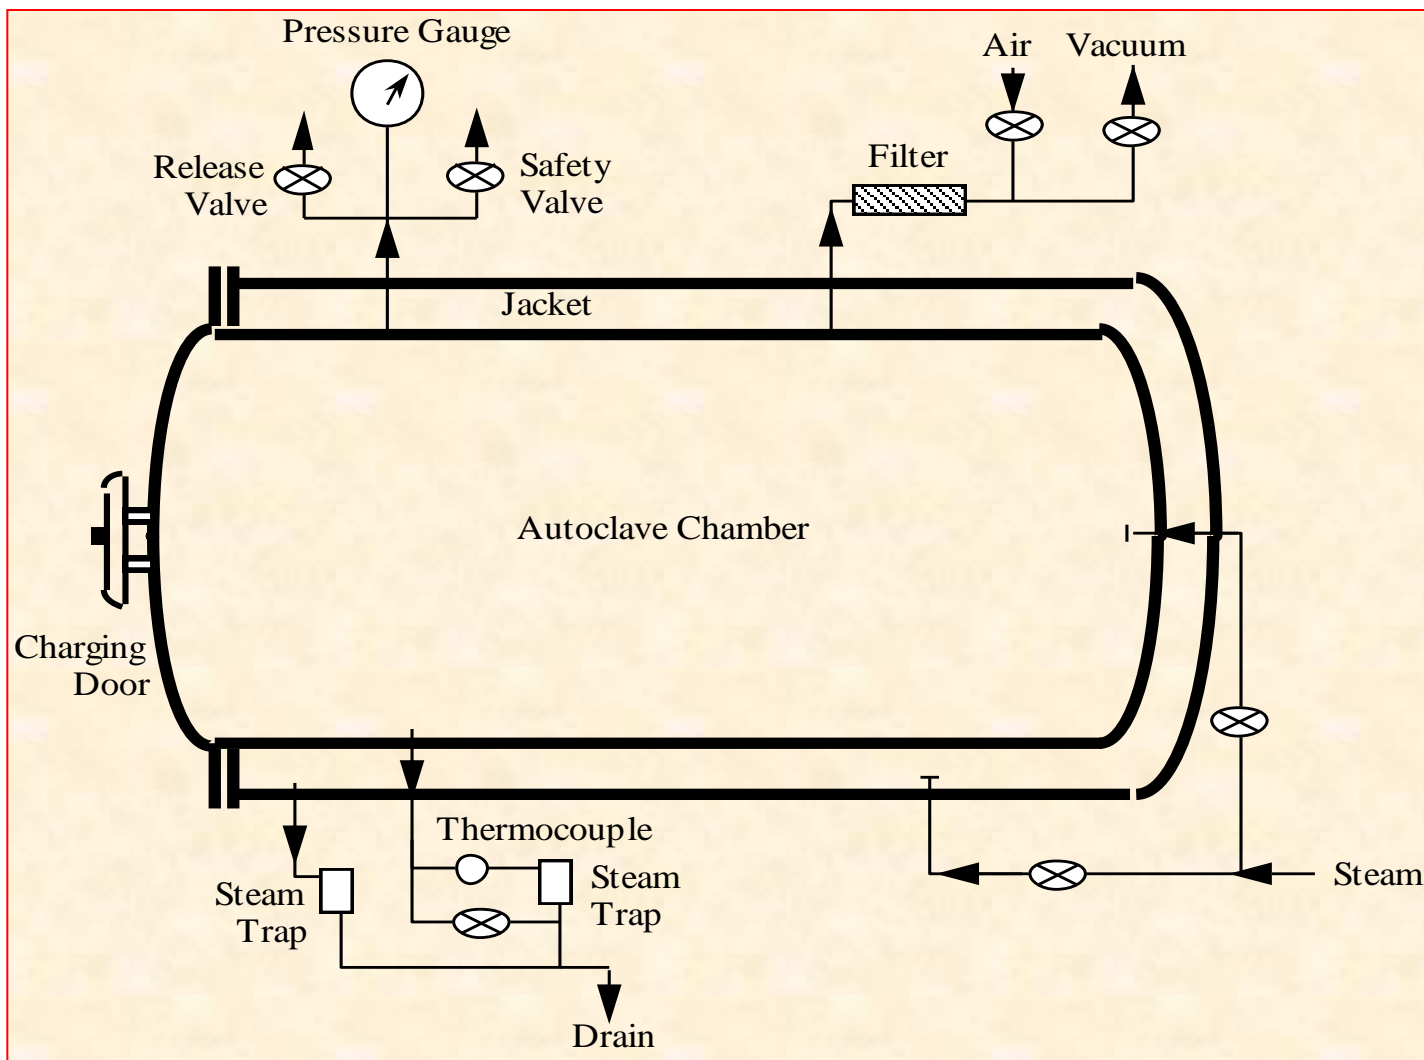 Pressure Gauge
Air
Vacuum
Release
Valve
Safety
Valve
Filter
Jacket
Autoclave Chamber
Charging
Door
Thermocouple
Steam
Trap
Steam
Trap
Steam
Drain